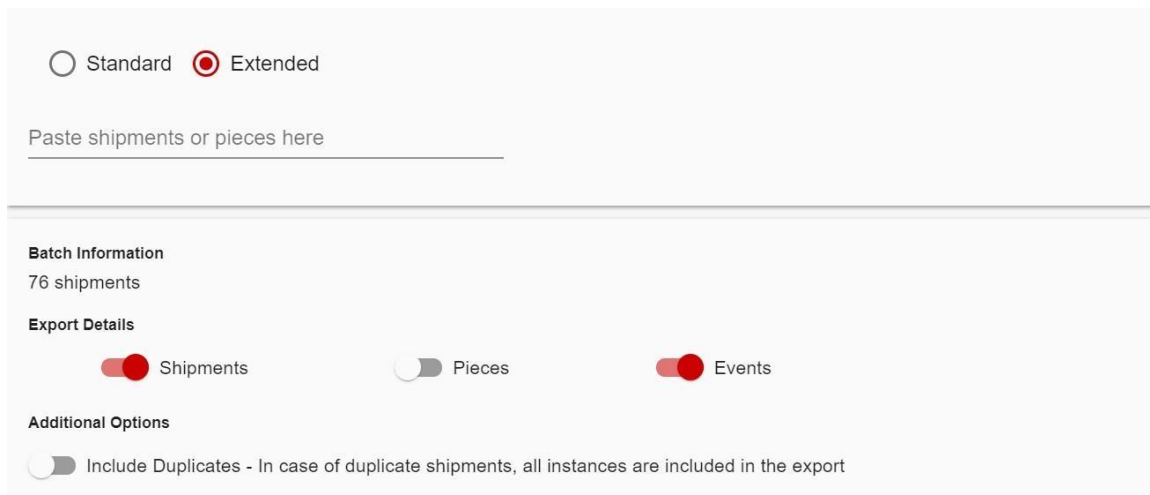 Standard Extended
Paste shipments or pieces here
Batch Information
76 shipments
Export Details
Shipments Pieces Events
Additional Options
Include Duplicates - In case of duplicate shipments, all instances are included in the export